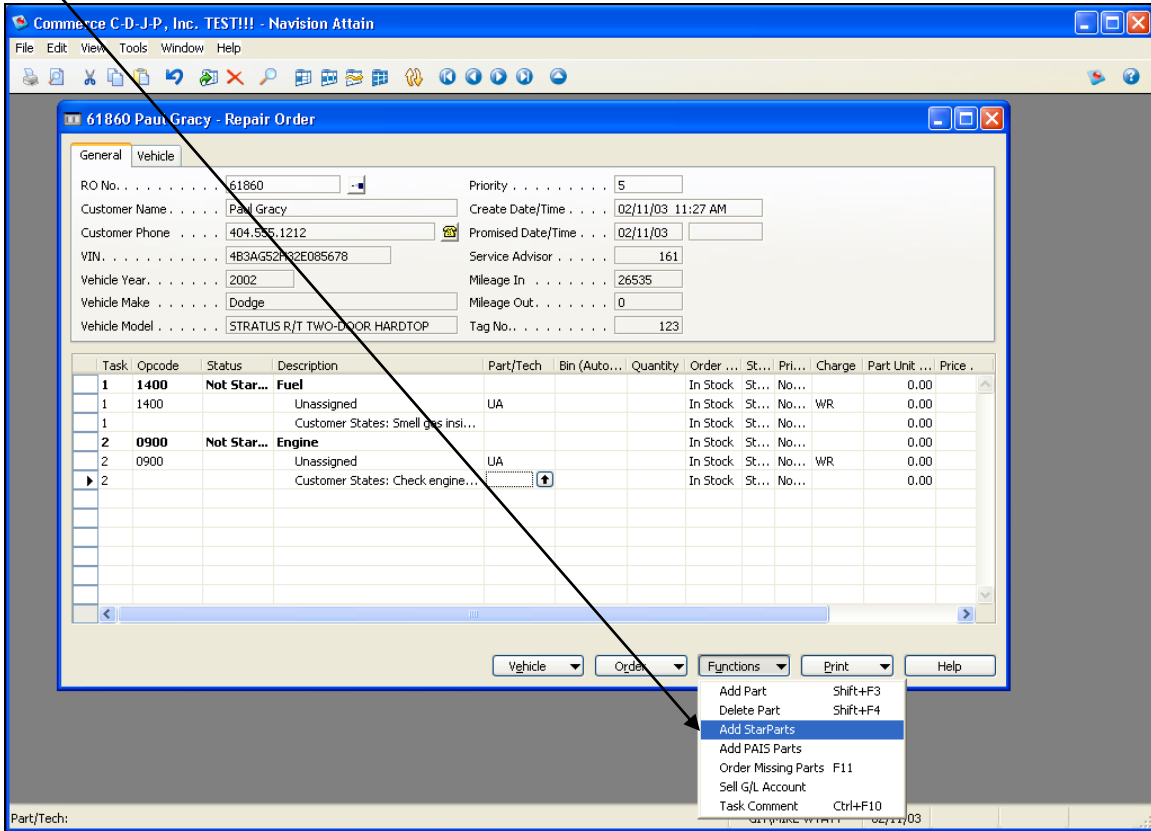 Commerce C-D-J-P, Inc. TEST!!! - Navision Attain
File Edit View Tools Window Help
61860 Paul Gracy - Repair Order
General Vehicle
RO No. . . . . . . . . . 61860 Priority . . . . . . . . . 5
Customer Name . . . . . Paul Gracy Create Date/Time . . . . 02/11/03 11:27 AM
Customer Phone . . . . 404.555.1212 Promised Date/Time . . . 02/11/03
VIN. . . . . . . . . . . . Service Advisor . . . . . 161
Vehicle Year. . . . . . . 2002 Mileage In . . . . . . . 26535
Vehicle Make . . . . . . Dodge Mileage Out. . . . . . . 0
Vehicle Model . . . . . . STRATUS R/T TWO-DOOR HARDTOP Tag No.. . . . . . . . . 123
Task Opcode Status Description Part/Tech Bin (Auto... Quantity Order ... St... Pri... Charge Part Unit ... Price .
1 1400 Not Star... Fuel In Stock St... No... 0.00
1 1400 Unassigned UA In Stock St... No... WR 0.00
1 Customer States: Smell gas insi... In Stock St... No... 0.00
2 0900 Not Star... Engine In Stock St... No... 0.00
2 0900 Unassigned UA In Stock St... No... WR 0.00
2 Customer States: Check engine... In Stock St... No... 0.00
Vehicle Order Functions Print Help
Add Part Shift+F3
Delete Part Shift+F4
Add StarParts
Add PAIS Parts
Order Missing Parts F11
Sell G/L Account
Task Comment Ctrl+F10
Part/Tech: 02/11/03